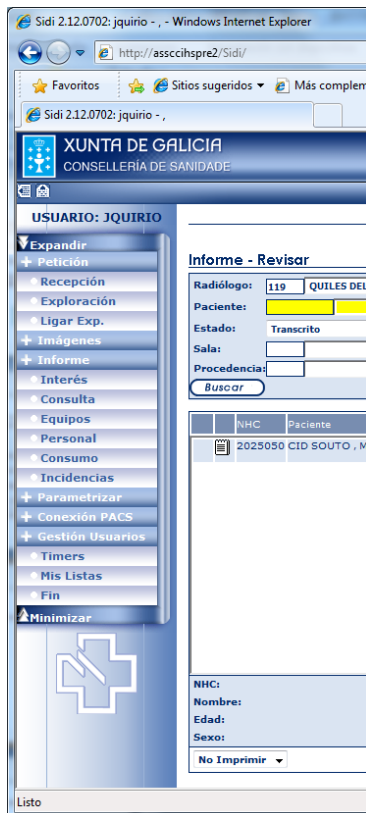 Sidi 2.12.0702: jquirio - , - Windows Internet Explorer
http://assccihspre2/Sidi/
Favoritos Sitios sugeridos Más complem
Sidi 2.12.0702: jquirio - ,
XUNTA DE GALICIA
CONSELLERÍA DE SANIDADE
USUARIO: JQUIRIO
Expandir
+ Petición
Recepción
Exploración
Ligar Exp.
+ Imágenes
+ Informe
Interés
Consulta
Equipos
Personal
Consumo
Incidencias
+ Parametrizar
+ Conexión PACS
+ Gestión Usuarios
Timers
Mis Listas
Fin
Minimizar
Informe - Revisar
Radiólogo: 119 QUILES DEL
Paciente:
Estado: Transcrito
Sala:
Procedencia:
Buscar
NHC Paciente
2025050 CID SOUTO , M
NHC:
Nombre:
Edad:
Sexo:
No Imprimir
Listo